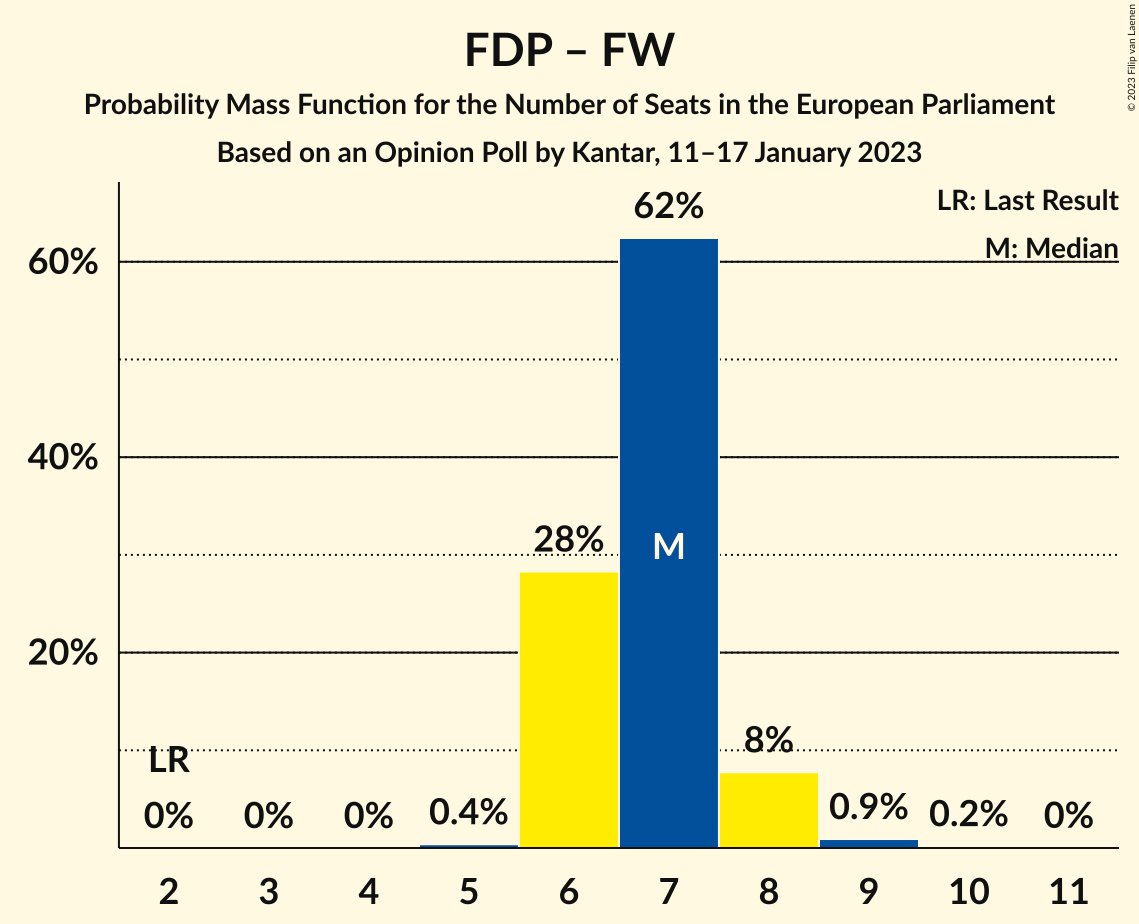 FDP – FW
Probability Mass Function for the Number of Seats in the European Parliament
Based on an Opinion Poll by Kantar, 11–17 January 2023
© 2023 Filip van Laenen
LR: Last Result
M: Median
62%
60%
40%
28%
M
20%
LR
8%
0%
0%
0%
0.4%
0.9%
0.2%
0%
2
3
4
5
6
7
8
9
10
11